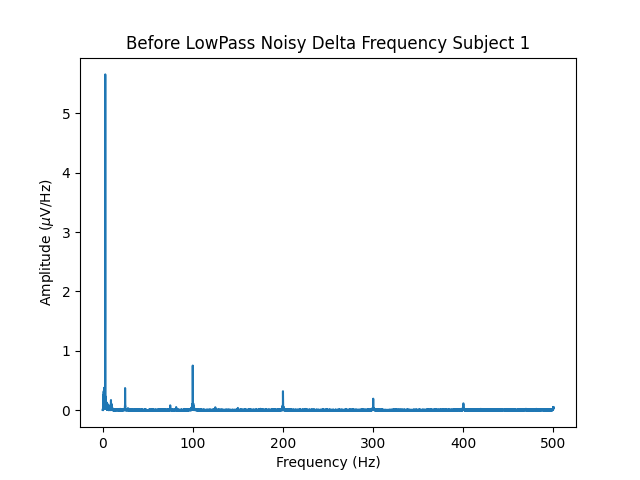 Before LowPass Noisy Delta Frequency Subject 1
Amplitude (μV/Hz)
5
4
3
2
1
0
0 100 200 300 400 500
Frequency (Hz)